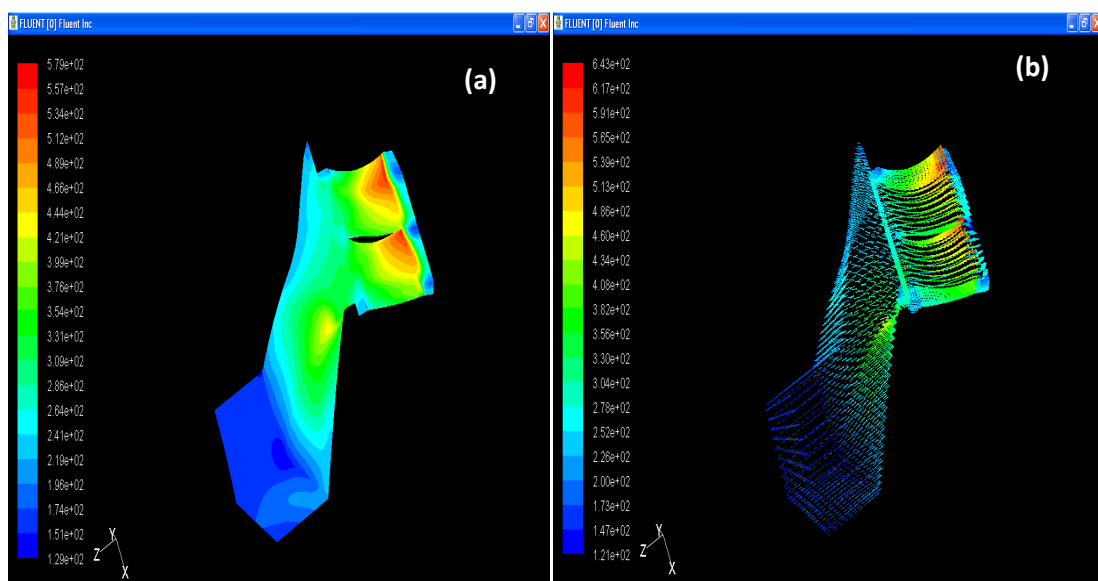 FLUENT [0] Fluent Inc
(a)
5.79e+02
5.57e+02
5.34e+02
5.12e+02
4.89e+02
4.66e+02
4.44e+02
4.21e+02
3.99e+02
3.76e+02
3.54e+02
3.31e+02
3.09e+02
2.86e+02
2.64e+02
2.41e+02
2.19e+02
1.96e+02
1.74e+02
1.51e+02
1.29e+02
Y
Z
X
FLUENT [0] Fluent Inc
(b)
6.43e+02
6.17e+02
5.91e+02
5.65e+02
5.39e+02
5.13e+02
4.86e+02
4.60e+02
4.34e+02
4.08e+02
3.82e+02
3.56e+02
3.30e+02
3.04e+02
2.78e+02
2.52e+02
2.26e+02
2.00e+02
1.73e+02
1.47e+02
1.21e+02
Y
Z
X